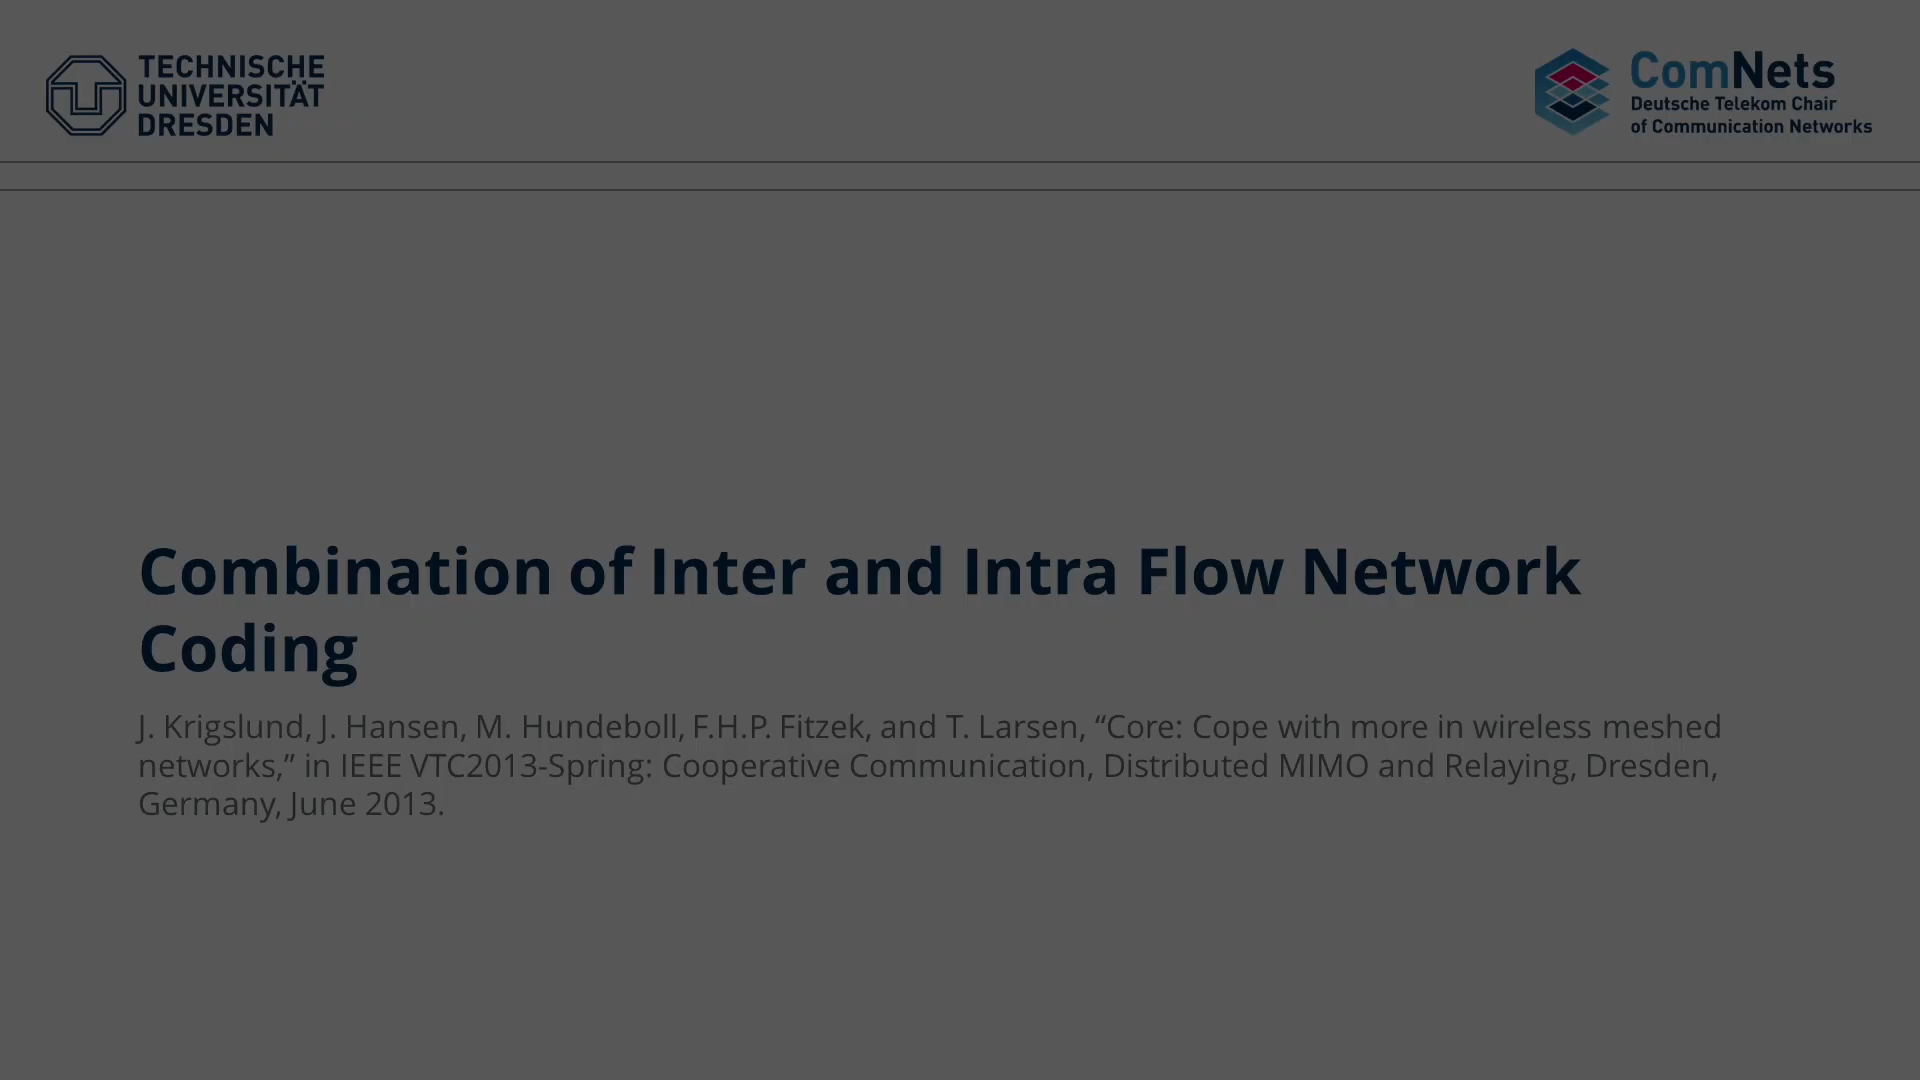 TECHNISCHE
UNIVERSITÄT
DRESDEN
ComNets
Deutsche Telekom Chair
of Communication Networks
Combination of Inter and Intra Flow Network
Coding
J. Krigslund, J. Hansen, M. Hundeboll, F.H.P. Fitzek, and T. Larsen, “Core: Cope with more in wireless meshed
networks,” in IEEE VTC2013-Spring: Cooperative Communication, Distributed MIMO and Relaying, Dresden,
Germany, June 2013.